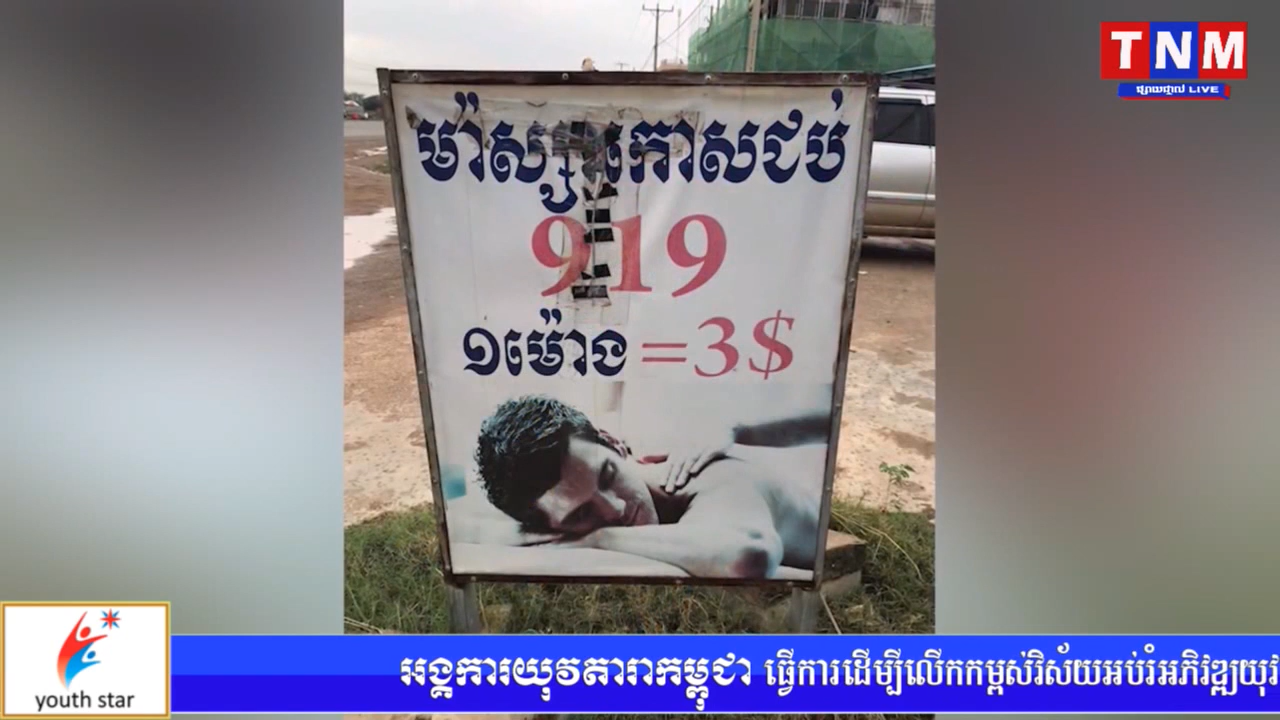 TNM
ផ្សាយផ្ទាល់ LIVE
ម៉ាស្សាកោសជប់
919
១ម៉ោង =3$
youth star
អង្គការយុវតារាកម្ពុជា ធ្វើការដើម្បីលើកកម្ពស់វិស័យអប់រំអភិវឌ្ឍយុវ